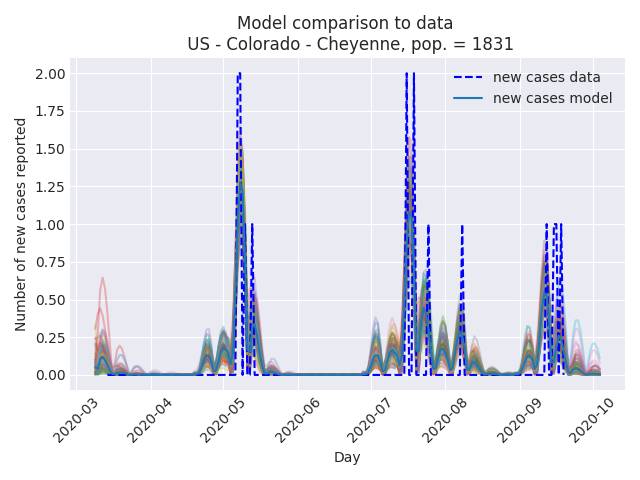 Model comparison to data
US - Colorado - Cheyenne, pop. = 1831
new cases data
new cases model
Number of new cases reported
2.00
1.75
1.50
1.25
1.00
0.75
0.50
0.25
0.00
2020-03
2020-04
2020-05
2020-06
2020-07
2020-08
2020-09
2020-10
Day